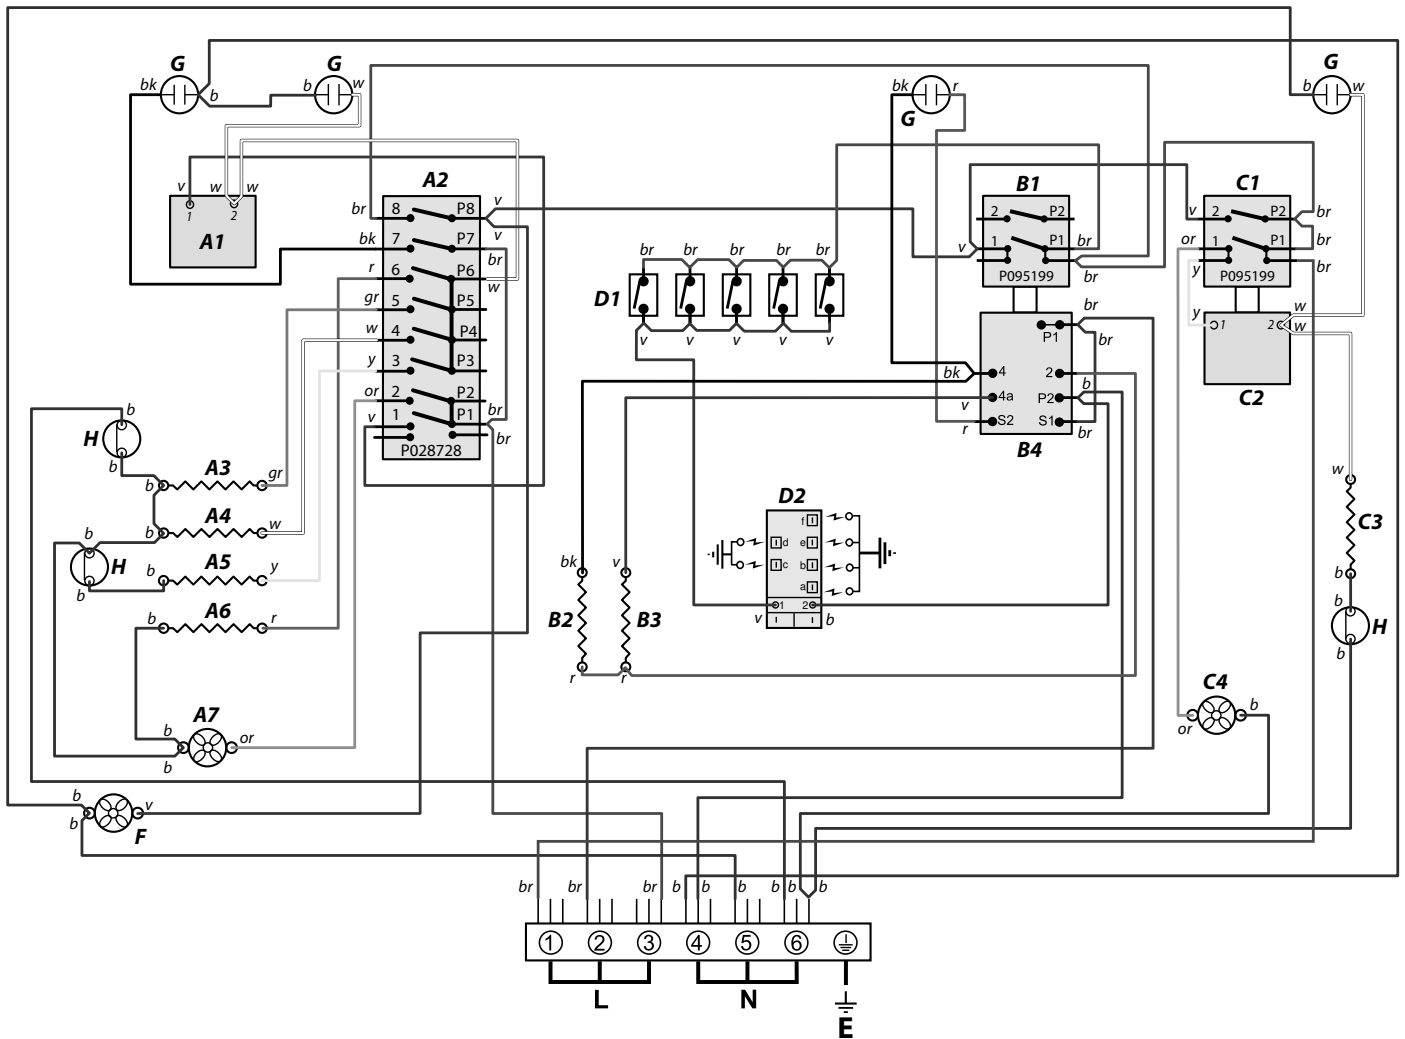 G
G
G
bk
b
b
w
bk
r
G
b
w
A2
B1
C1
v
w
w
1
2
A1
br
8
P8
v
v
bk
7
P7
br
r
6
P6
w
gr
5
P5
w
4
P4
y
3
P3
or
2
P2
v
1
P1
br
br
P028728
2
P2
v
1
P1
br
br
P095199
v
2
P2
br
or
1
P1
br
y
br
P095199
br
br
br
br
br
D1
v
v
v
v
v
br
P1
br
bk
4
2
v
4a
P2
b
r
S2
S1
br
B4
y
1
2
w
w
C2
b
H
b
A3
gr
b
A4
w
b
b
H
A5
y
b
b
A6
b
r
A7
b
or
b
b
v
b
F
D2
f
d
e
c
b
a
1
2
v
b
bk
v
B2
B3
r
r
w
C3
b
b
H
b
C4
b
or
br
br
br
b
b
b
b
b
b
1
2
3
4
5
6
L
N
E